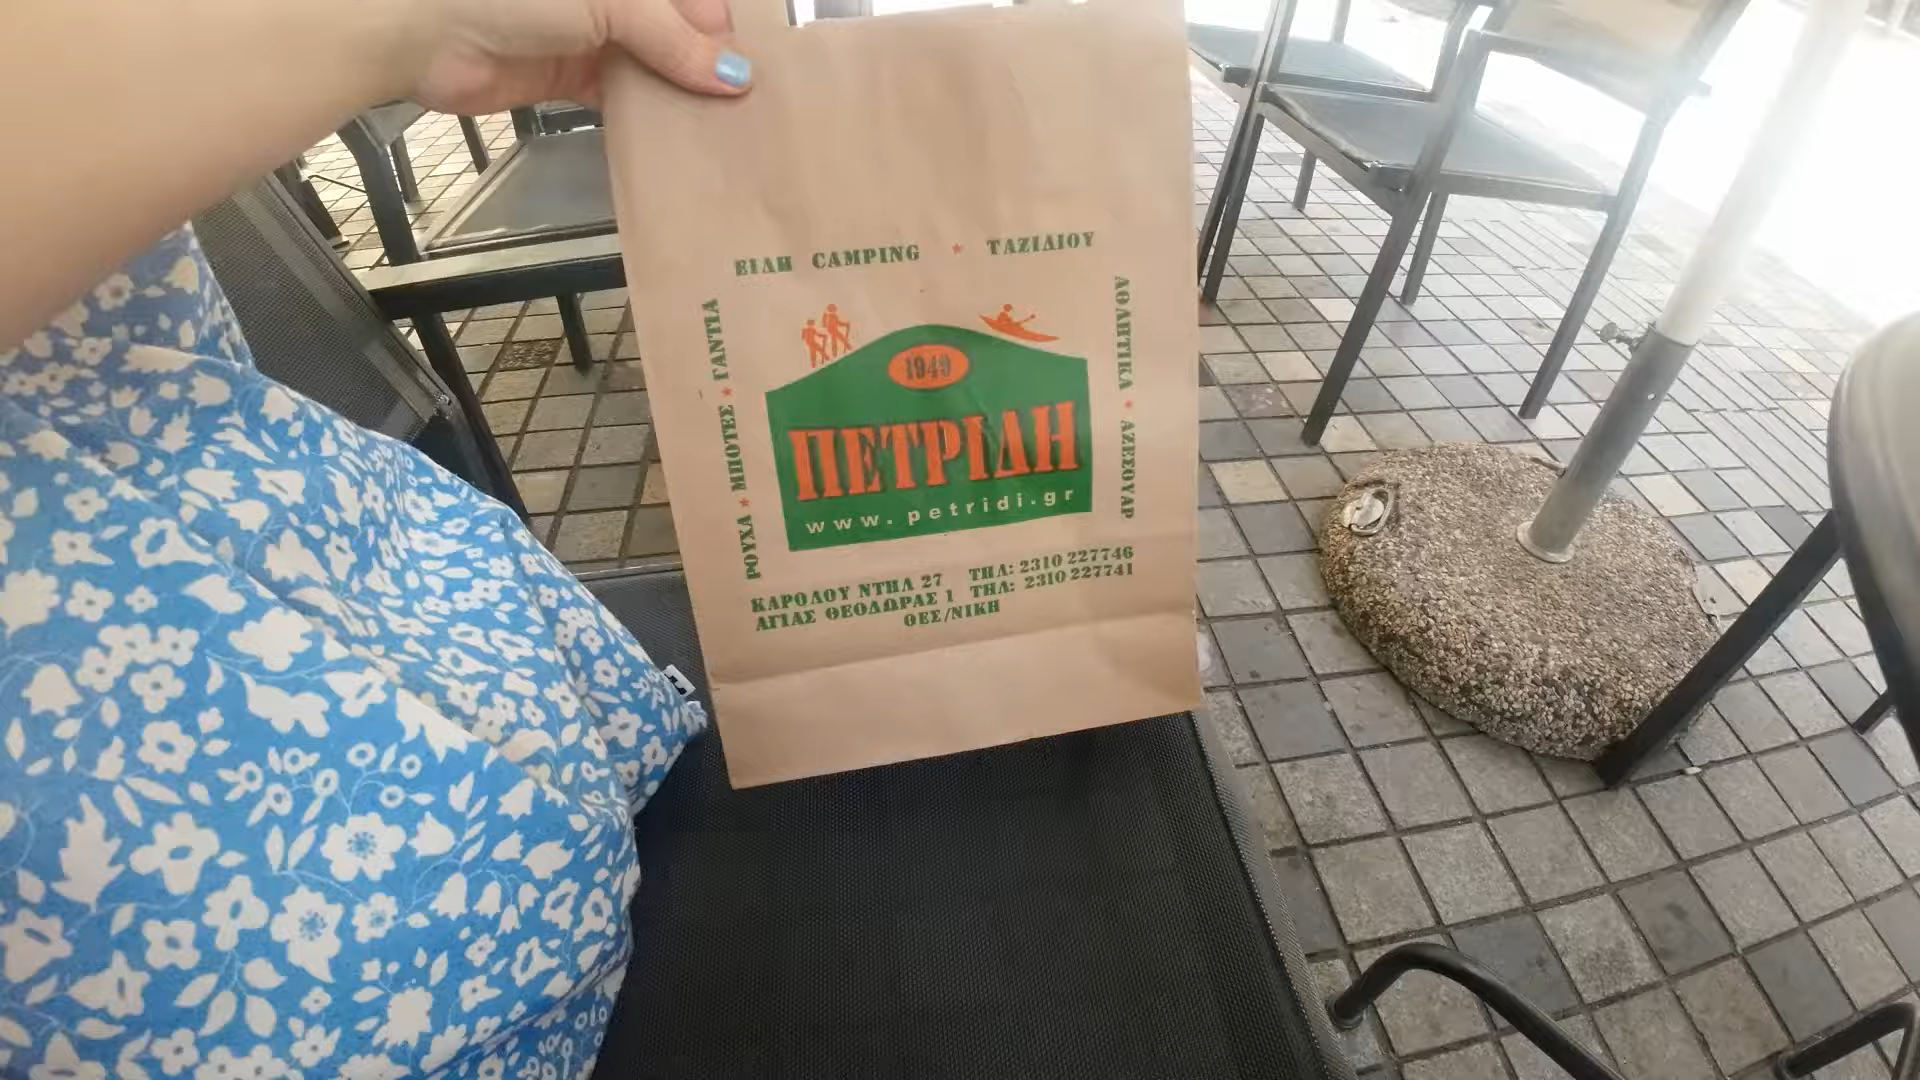 ΕΙΔΗ CAMPING * ΤΑΞΙΔΙΟΥ
ΡΟΥΧΑ * ΜΠΟΤΕΣ * ΓΑΝΤΙΑ
ΑΘΛΗΤΙΚΑ * ΑΞΕΣΟΥΑΡ
1949
ΠΕΤΡΙΔΗ
www.petridi.gr
ΚΑΡΟΛΟΥ ΝΤΗΛ 27 ΤΗΛ: 2310 227746
ΑΓΙΑΣ ΘΕΟΔΩΡΑΣ 1 ΤΗΛ: 2310 227741
ΘΕΣ/ΝΙΚΗ